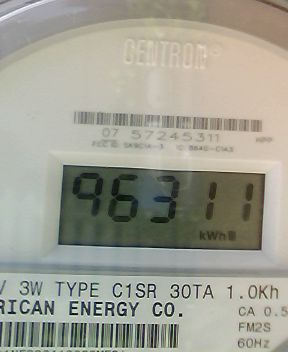 CENTRON®
07 57245311
96311
kWh
V 3W TYPE C1SR 30TA 1.0Kh
RICAN ENERGY CO.
CA 0.5
FM2S
60Hz